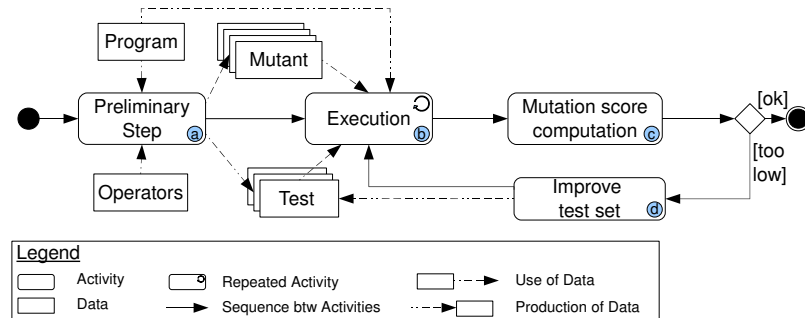 Program
Mutant
Preliminary
Step
a
Execution
b
Mutation score
computation
c
[ok]
[too
low]
Operators
Test
Improve
test set
d
Legend
Activity
Repeated Activity
Use of Data
Data
Sequence btw Activities
Production of Data